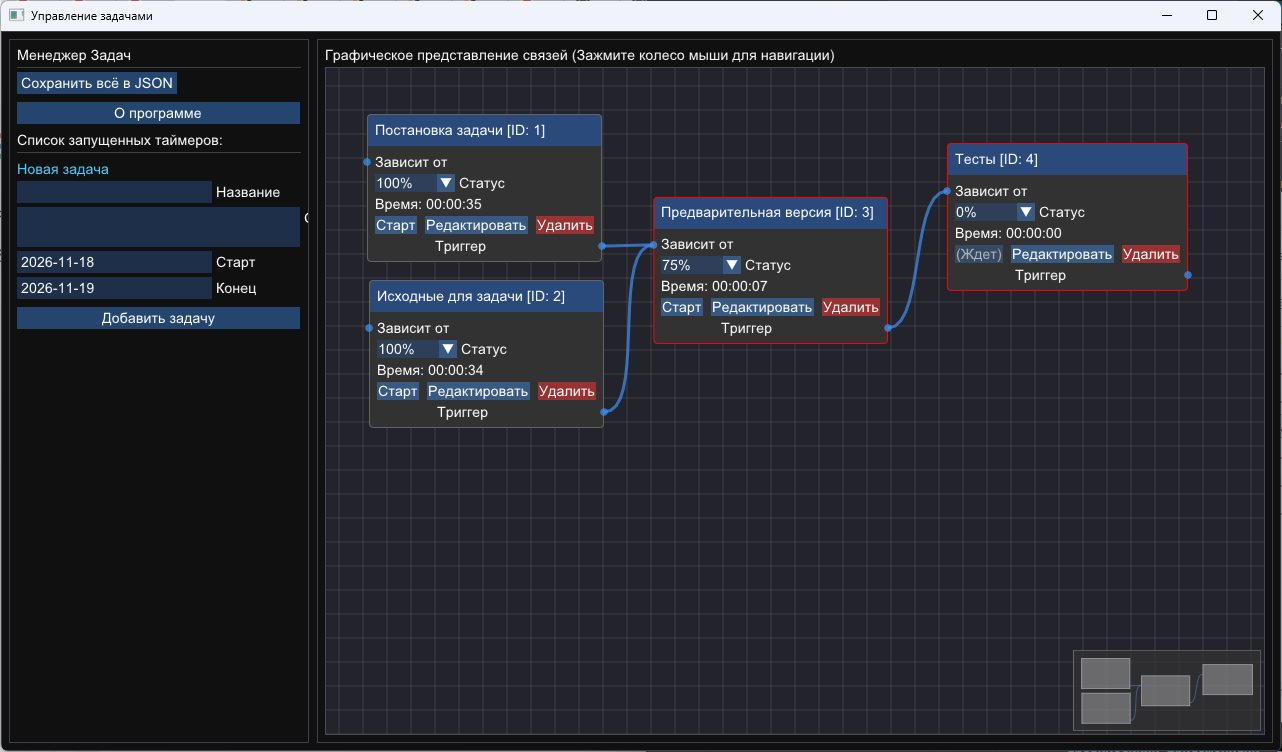 Управление задачами
Менеджер Задач
Сохранить всё в JSON
О программе
Список запущенных таймеров:
Новая задача
Название
2026-11-18 Старт
2026-11-19 Конец
Добавить задачу
Графическое представление связей (Зажмите колесо мыши для навигации)
Постановка задачи [ID: 1]
Зависит от
100% Статус
Время: 00:00:35
Старт Редактировать Удалить
Триггер
Исходные для задачи [ID: 2]
Зависит от
100% Статус
Время: 00:00:34
Старт Редактировать Удалить
Триггер
Предварительная версия [ID: 3]
Зависит от
75% Статус
Время: 00:00:07
Старт Редактировать Удалить
Триггер
Тесты [ID: 4]
Зависит от
0% Статус
Время: 00:00:00
(Ждет) Редактировать Удалить
Триггер